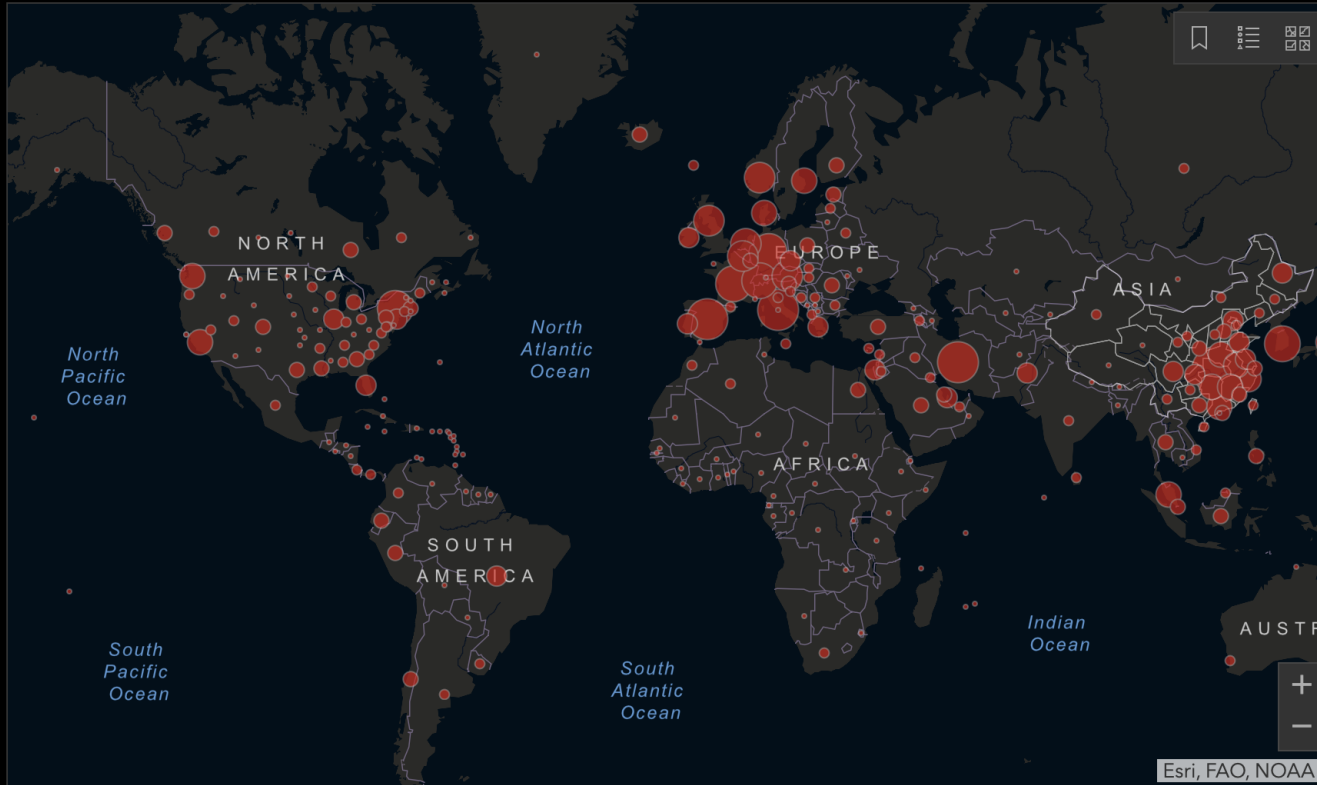 NORTH
AMERICA
EUROPE
ASIA
North
Pacific
Ocean
North
Atlantic
Ocean
AFRICA
SOUTH
AMERICA
Indian
Ocean
AUSTR
South
Pacific
Ocean
South
Atlantic
Ocean
+
−
Esri, FAO, NOAA